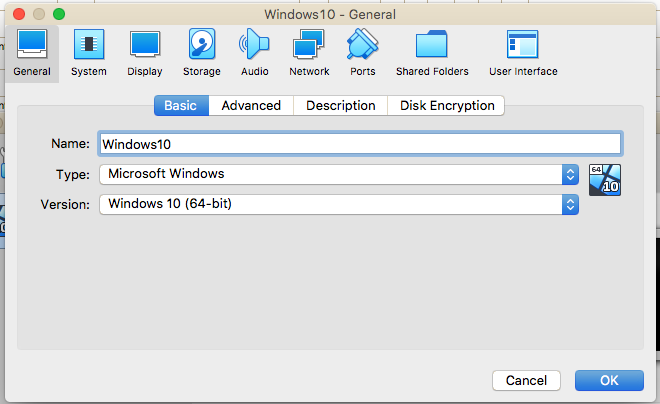 Windows10 - General
General System Display Storage Audio Network Ports Shared Folders User Interface
Basic Advanced Description Disk Encryption
Name: Windows10
Type: Microsoft Windows
64
10
Version: Windows 10 (64-bit)
Cancel OK